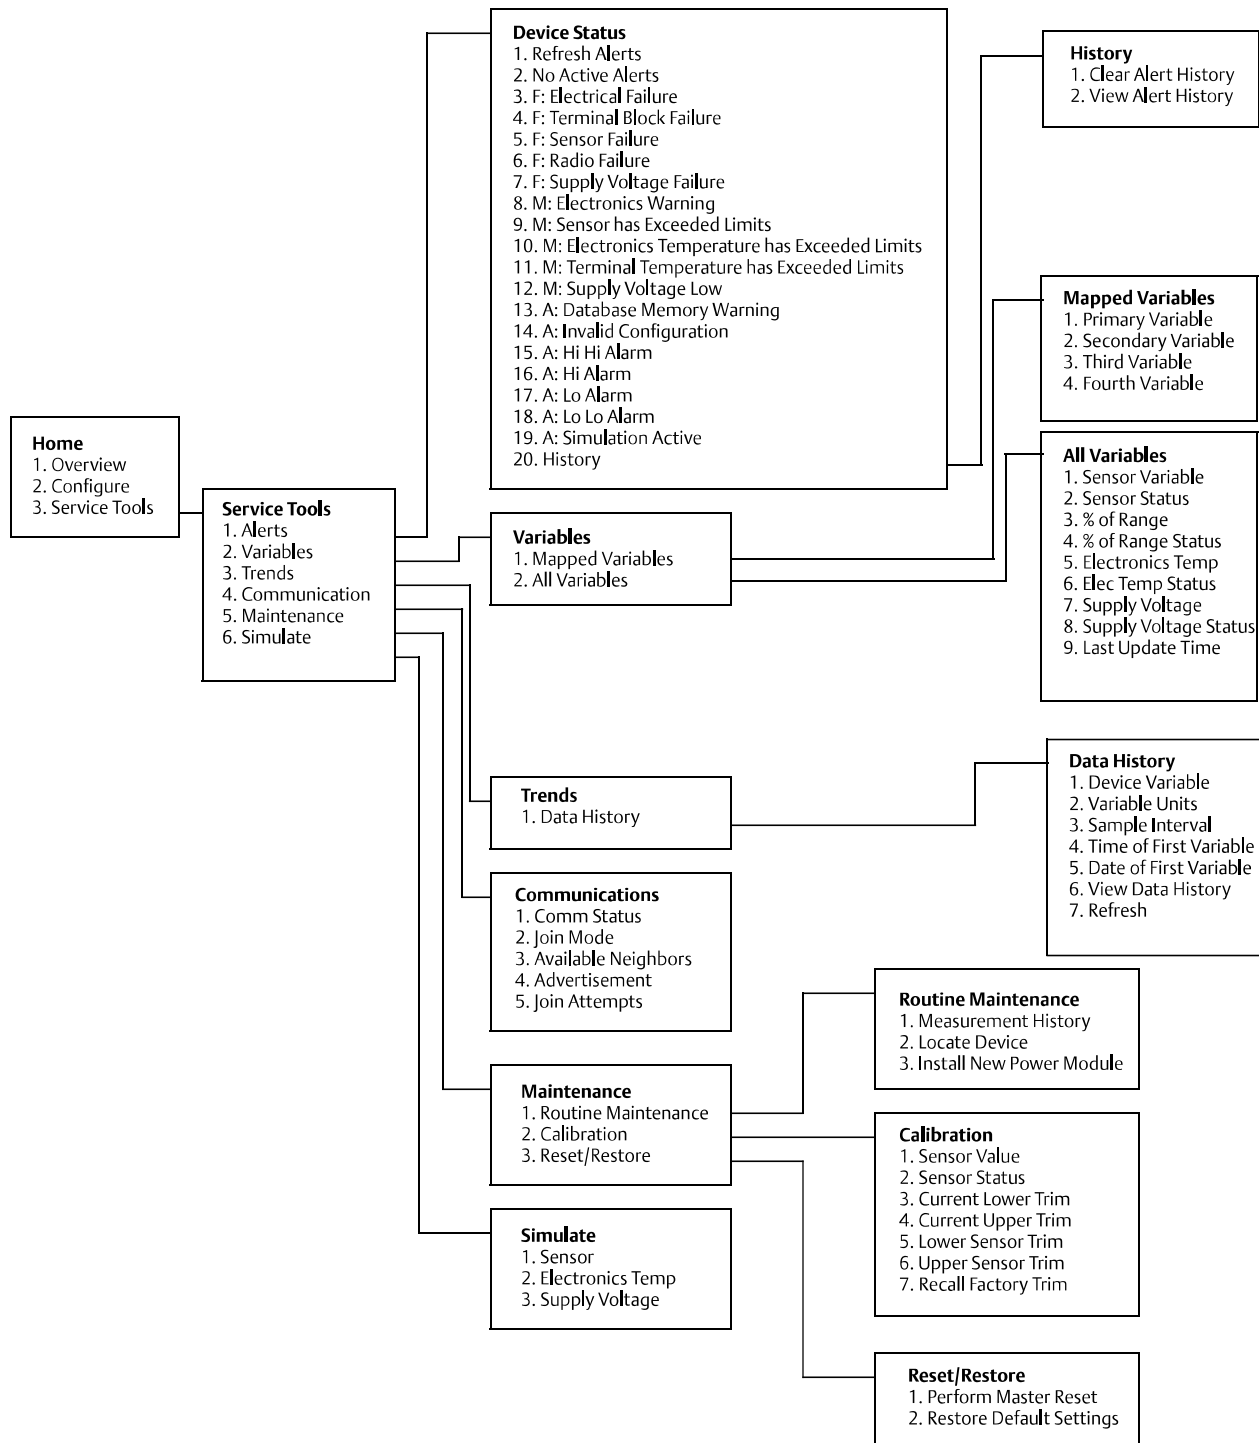 Home
1. Overview
2. Configure
3. Service Tools
Service Tools
1. Alerts
2. Variables
3. Trends
4. Communication
5. Maintenance
6. Simulate
Device Status
1. Refresh Alerts
2. No Active Alerts
3. F: Electrical Failure
4. F: Terminal Block Failure
5. F: Sensor Failure
6. F: Radio Failure
7. F: Supply Voltage Failure
8. M: Electronics Warning
9. M: Sensor has Exceeded Limits
10. M: Electronics Temperature has Exceeded Limits
11. M: Terminal Temperature has Exceeded Limits
12. M: Supply Voltage Low
13. A: Database Memory Warning
14. A: Invalid Configuration
15. A: Hi Hi Alarm
16. A: Hi Alarm
17. A: Lo Alarm
18. A: Lo Lo Alarm
19. A: Simulation Active
20. History
Variables
1. Mapped Variables
2. All Variables
Trends
1. Data History
Communications
1. Comm Status
2. Join Mode
3. Available Neighbors
4. Advertisement
5. Join Attempts
Maintenance
1. Routine Maintenance
2. Calibration
3. Reset/Restore
Simulate
1. Sensor
2. Electronics Temp
3. Supply Voltage
History
1. Clear Alert History
2. View Alert History
Mapped Variables
1. Primary Variable
2. Secondary Variable
3. Third Variable
4. Fourth Variable
All Variables
1. Sensor Variable
2. Sensor Status
3. % of Range
4. % of Range Status
5. Electronics Temp
6. Elec Temp Status
7. Supply Voltage
8. Supply Voltage Status
9. Last Update Time
Data History
1. Device Variable
2. Variable Units
3. Sample Interval
4. Time of First Variable
5. Date of First Variable
6. View Data History
7. Refresh
Routine Maintenance
1. Measurement History
2. Locate Device
3. Install New Power Module
Calibration
1. Sensor Value
2. Sensor Status
3. Current Lower Trim
4. Current Upper Trim
5. Lower Sensor Trim
6. Upper Sensor Trim
7. Recall Factory Trim
Reset/Restore
1. Perform Master Reset
2. Restore Default Settings